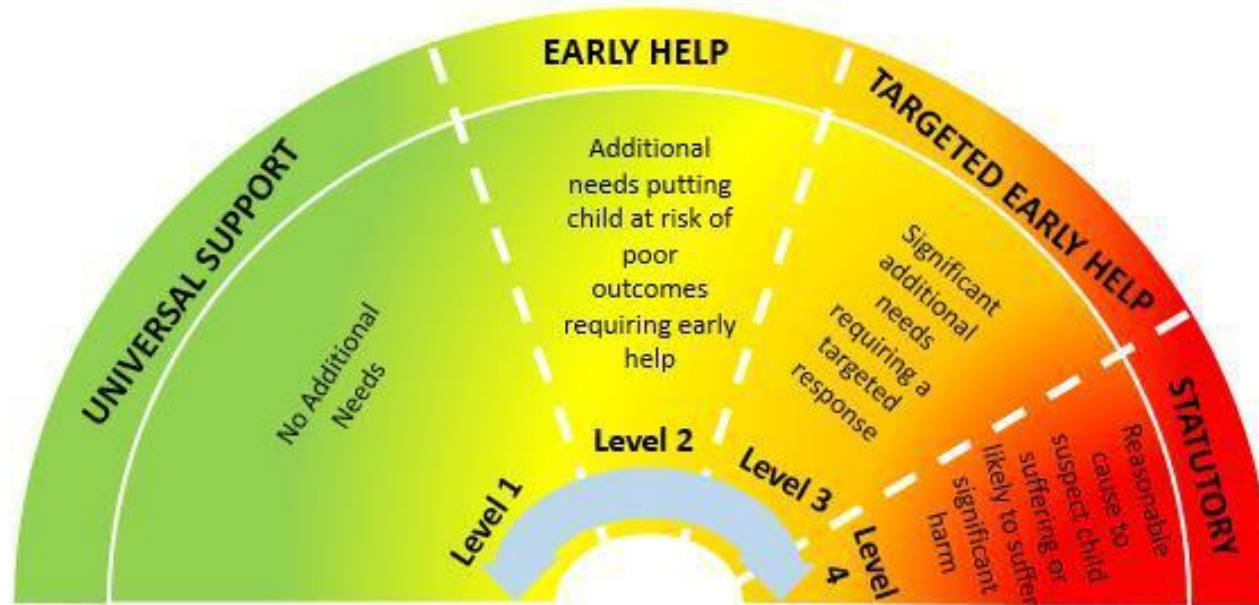 UNIVERSAL SUPPORT
No Additional
Needs
Level 1
EARLY HELP
Additional
needs putting
child at risk of
poor
outcomes
requiring early
help
Level 2
TARGETED EARLY HELP
Significant
additional
needs
requiring a
targeted
response
Level 3
STATUTORY
Reasonable
cause to
suspect child
suffering or
likely to suffer
significant
harm
Level
4